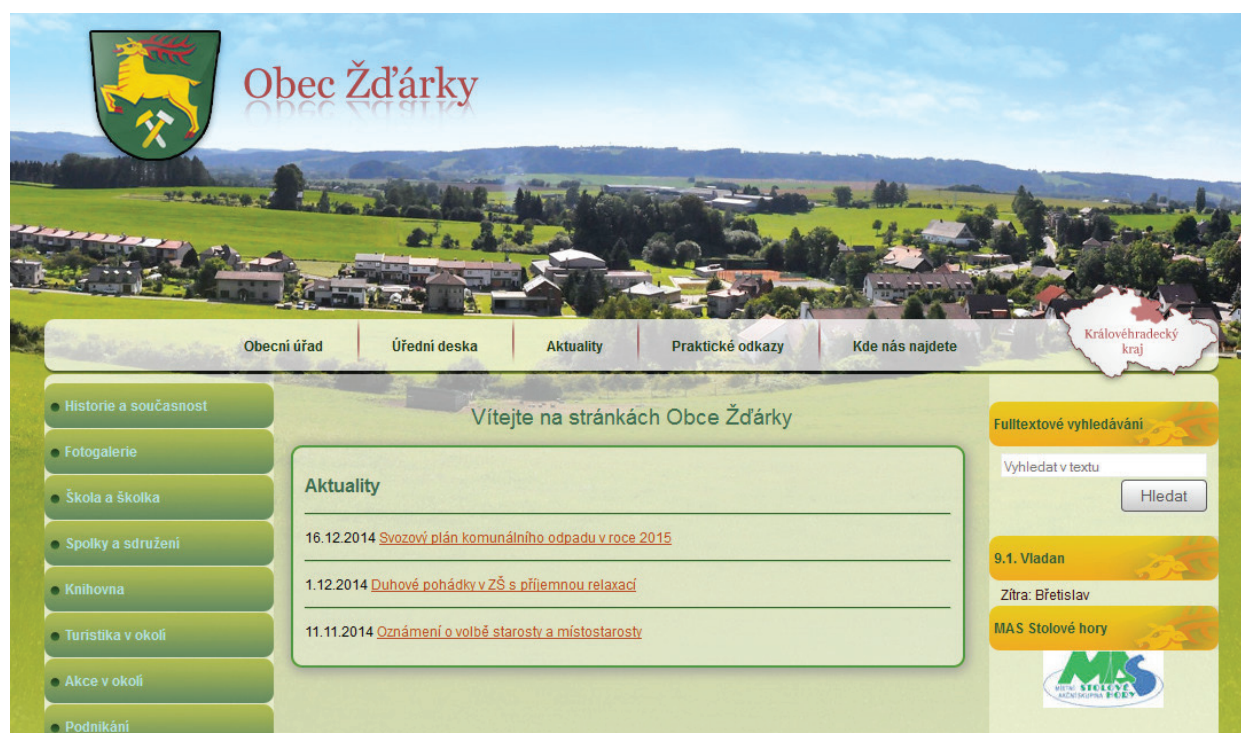 Obec Žďárky
Královéhradecký
kraj
Obecní úřad
Úřední deska
Aktuality
Praktické odkazy
Kde nás najdete
Historie a současnost
Fotogalerie
Škola a školka
Spolky a sdružení
Knihovna
Turistika v okolí
Akce v okolí
Podnikání
Vítejte na stránkách Obce Žďárky
Aktuality
16.12.2014 Svozový plán komunálního odpadu v roce 2015
1.12.2014 Duhové pohádky v ZŠ s příjemnou relaxací
11.11.2014 Oznámení o volbě starosty a místostarosty
Fulltextové vyhledávání
Vyhledat v textu
Hledat
9.1. Vladan
Zítra: Břetislav
MAS Stolové hory
MAS
MÍSTNÍ STOLOVÉ
AKČNÍ SKUPINA HORY